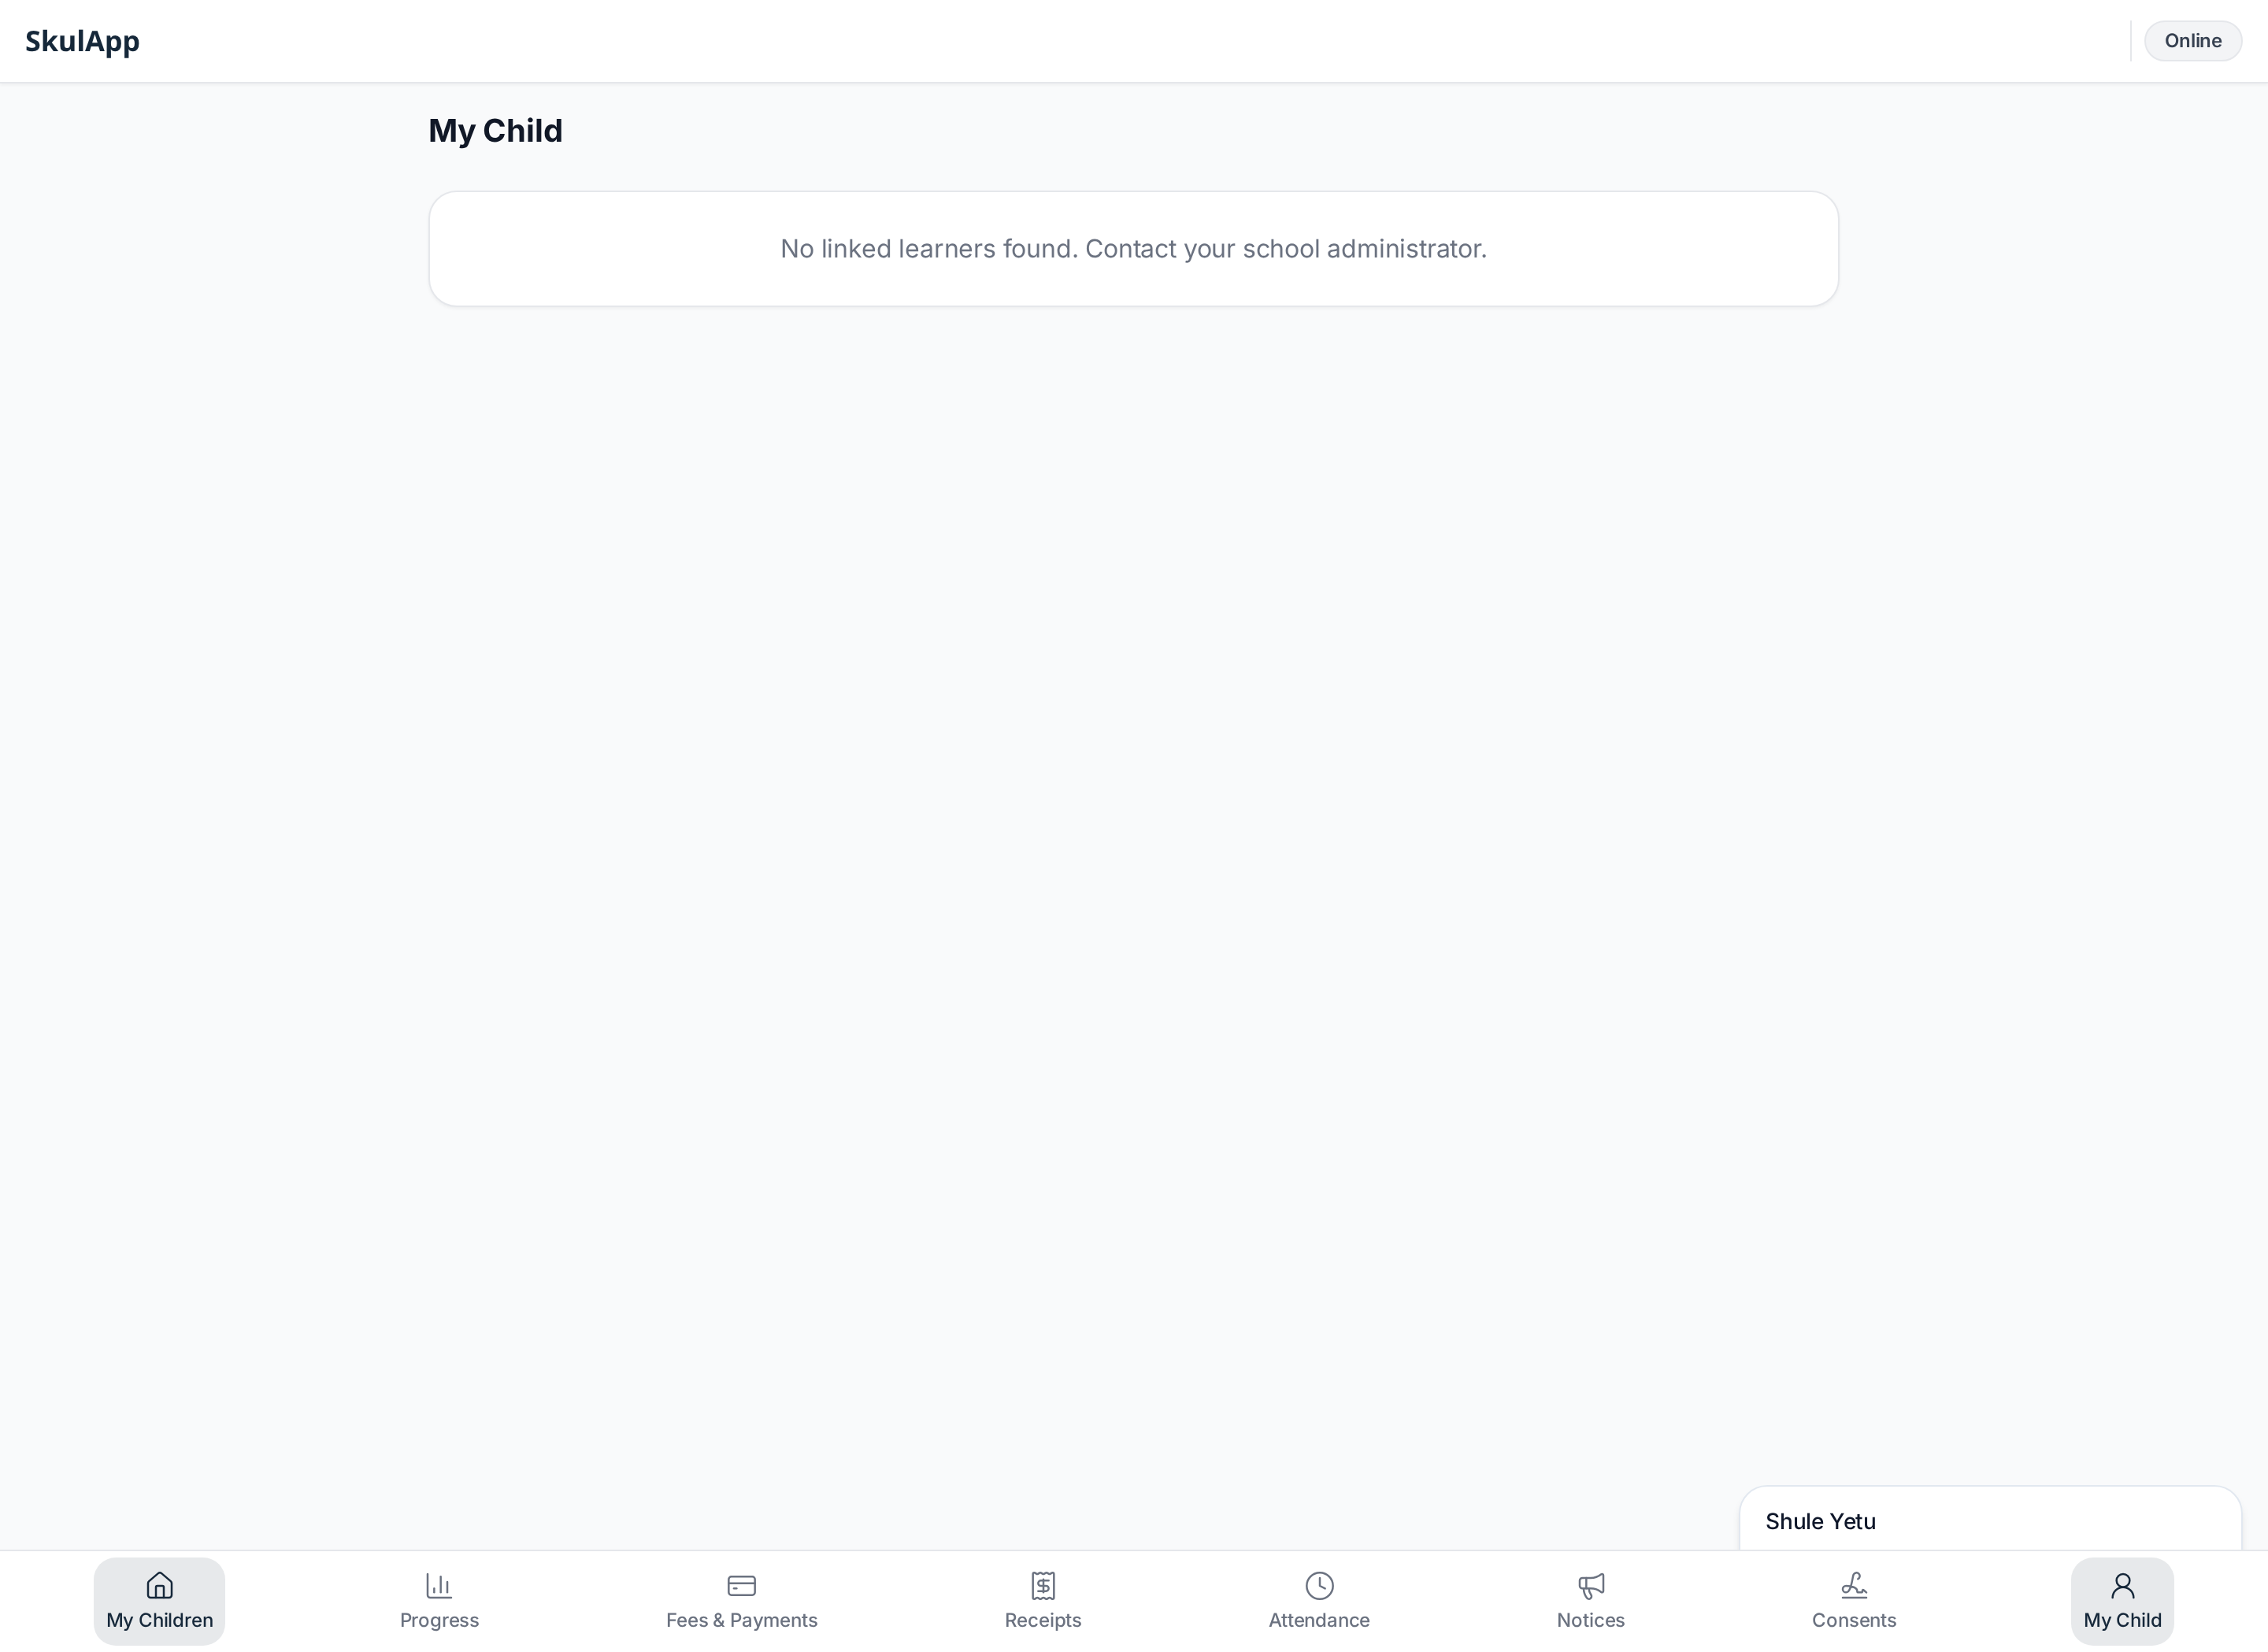 SkulApp
Online
My Child
No linked learners found. Contact your school administrator.
Shule Yetu
My Children
Progress
Fees & Payments
Receipts
Attendance
Notices
Consents
My Child